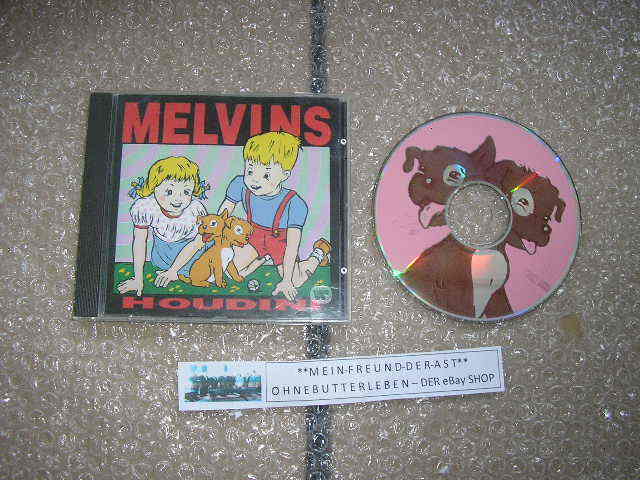 MELVINS
HOUDINI
**MEIN-FREUND-DER-AST**
OHNEBUTTERLEBEN – DER eBay SHOP